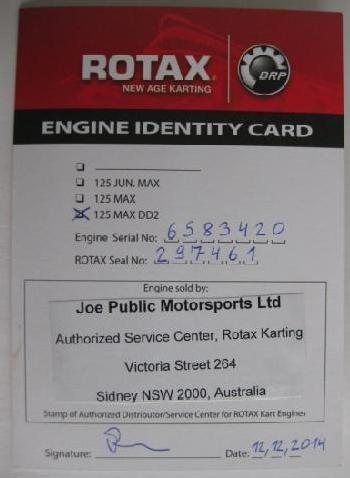 ROTAX
NEW AGE KARTING
BRP
ENGINE IDENTITY CARD
125 JUN. MAX
125 MAX
125 MAX DD2
Engine Serial No: 6583420
ROTAX Seal No: 297461
Engine sold by:
Joe Public Motorsports Ltd
Authorized Service Center, Rotax Karting
Victoria Street 264
Sidney NSW 2000, Australia
Stamp of Authorized Distributor/Service Center for ROTAX Kart Engines
Signature: Date: 12,12,2014